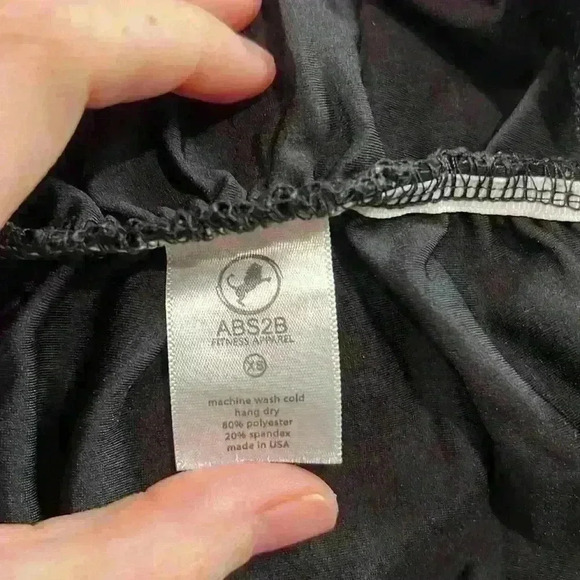 ABS2B
FITNESS APPAREL
XS
machine wash cold
hang dry
80% polyester
20% spandex
made in USA